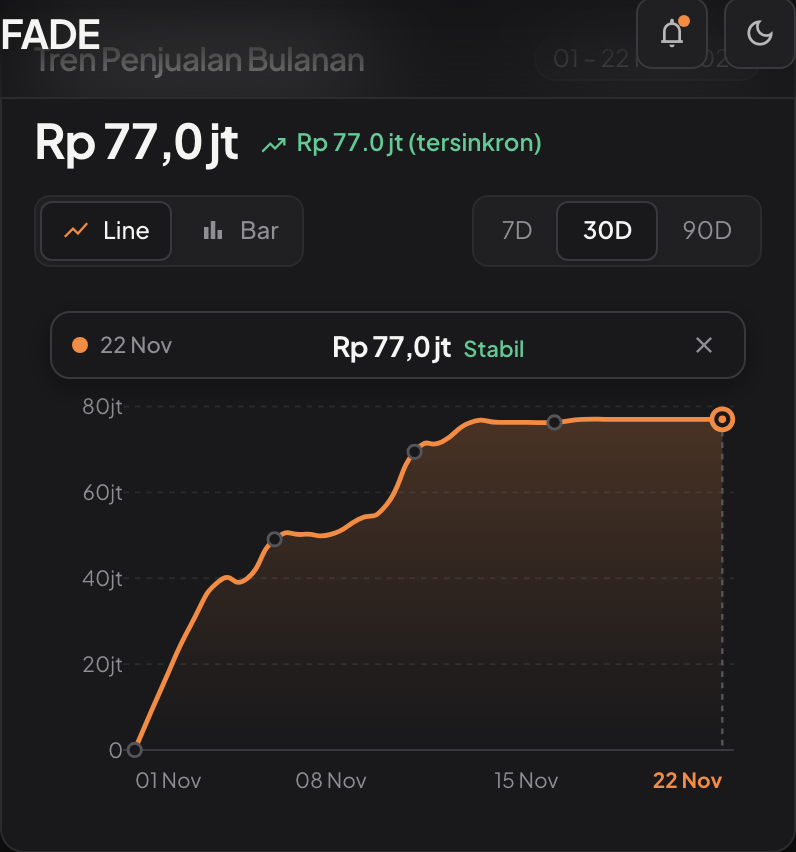 FADE
Tren Penjualan Bulanan
Rp 77,0 jt
Rp 77.0 jt (tersinkron)
Line
Bar
7D
30D
90D
22 Nov
Rp 77,0 jt Stabil
80jt
60jt
40jt
20jt
0
01 Nov
08 Nov
15 Nov
22 Nov